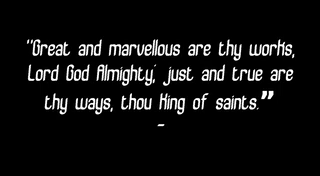 “Great and marvellous are thy works,
Lord God Almighty; just and true are
thy ways, thou King of saints.”
-